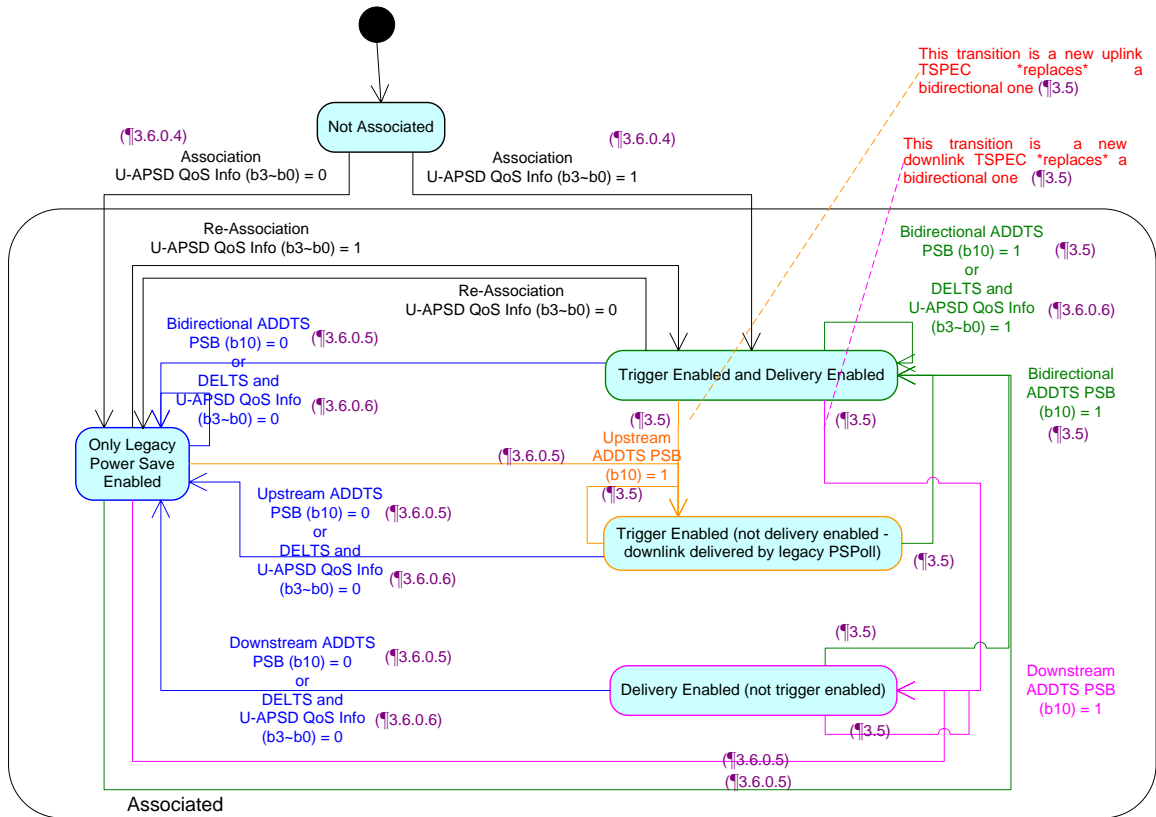 This transition is a new uplink
TSPEC *replaces* a
bidirectional one (¶3.5)
Not Associated
(¶3.6.0.4)
(¶3.6.0.4)
Association
U-APSD QoS Info (b3~b0) = 0
Association
U-APSD QoS Info (b3~b0) = 1
This transition is a new
downlink TSPEC *replaces* a
bidirectional one (¶3.5)
Re-Association
U-APSD QoS Info (b3~b0) = 1
Re-Association
U-APSD QoS Info (b3~b0) = 0
Bidirectional ADDTS
PSB (b10) = 1 (¶3.5)
or
DELTS and
U-APSD QoS Info (¶3.6.0.6)
(b3~b0) = 1
Bidirectional ADDTS
PSB (b10) = 0 (¶3.6.0.5)
or
DELTS and
U-APSD QoS Info (¶3.6.0.6)
(b3~b0) = 0
Trigger Enabled and Delivery Enabled
Bidirectional
ADDTS PSB
(b10) = 1
(¶3.5)
(¶3.5)
(¶3.5)
Only Legacy
Power Save
Enabled
(¶3.6.0.5)
Upstream
ADDTS PSB
(b10) = 1
(¶3.5)
Upstream ADDTS
PSB (b10) = 0 (¶3.6.0.5)
or
DELTS and
U-APSD QoS Info (¶3.6.0.6)
(b3~b0) = 0
Trigger Enabled (not delivery enabled -
downlink delivered by legacy PSPoll)
(¶3.5)
(¶3.5)
Downstream ADDTS
PSB (b10) = 0 (¶3.6.0.5)
or
DELTS and
U-APSD QoS Info (¶3.6.0.6)
(b3~b0) = 0
Delivery Enabled (not trigger enabled)
Downstream
ADDTS PSB
(b10) = 1
(¶3.5)
(¶3.6.0.5)
(¶3.6.0.5)
Associated